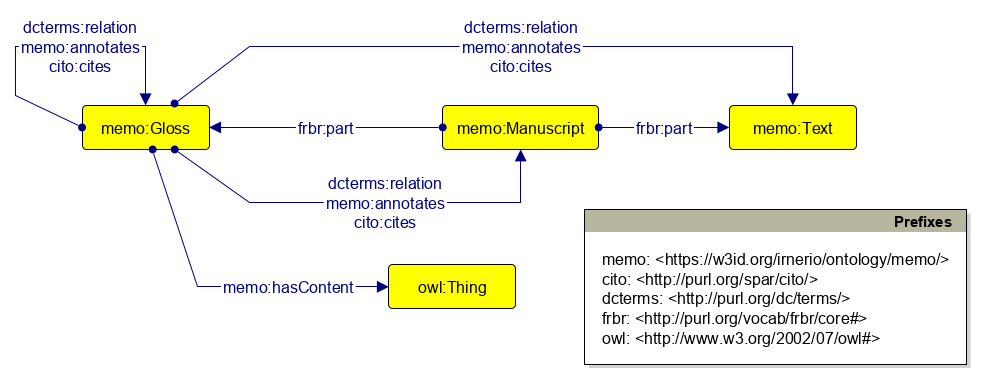 dcterms:relation
memo:annotates
cito:cites
dcterms:relation
memo:annotates
cito:cites
memo:Gloss
frbr:part
memo:Manuscript
frbr:part
memo:Text
dcterms:relation
memo:annotates
cito:cites
memo:hasContent
owl:Thing
Prefixes
memo: <https://w3id.org/irnerio/ontology/memo/>
cito: <http://purl.org/spar/cito/>
dcterms: <http://purl.org/dc/terms/>
frbr: <http://purl.org/vocab/frbr/core#>
owl: <http://www.w3.org/2002/07/owl#>